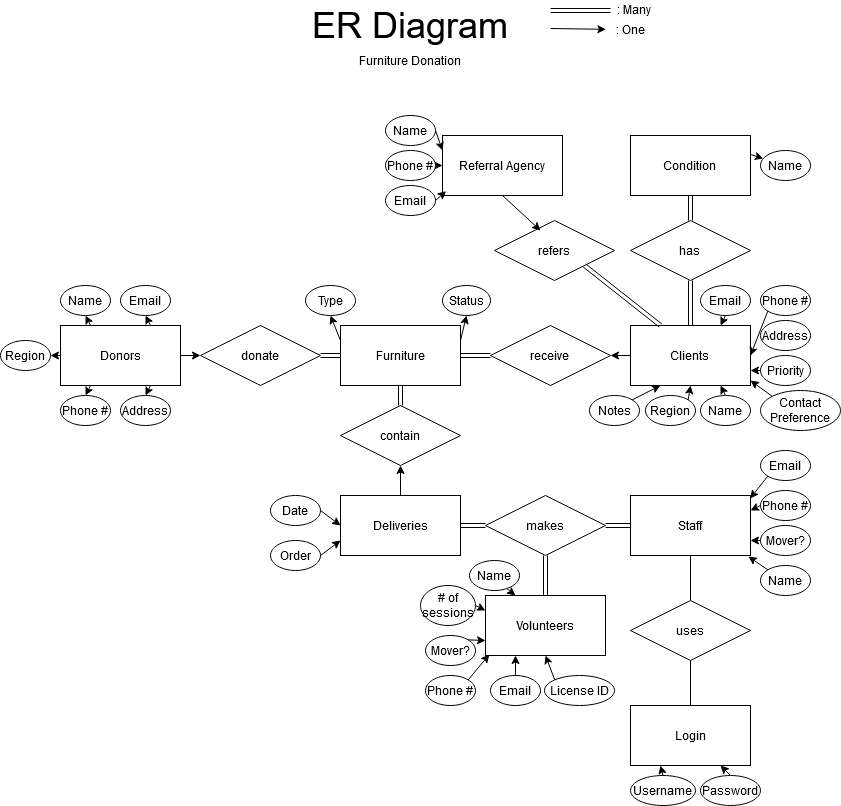 ER Diagram
: Many
: One
Furniture Donation
Name
Phone #
Email
Referral Agency
Condition
Name
refers
has
Name
Email
Region
Donors
Phone #
Address
donate
Type
Status
Furniture
receive
Email
Phone #
Address
Clients
Priority
Notes
Region
Name
Contact
Preference
contain
Date
Order
Deliveries
makes
Staff
Email
Phone #
Mover?
Name
Name
# of
sessions
Volunteers
Mover?
Phone #
Email
License ID
uses
Login
Username
Password